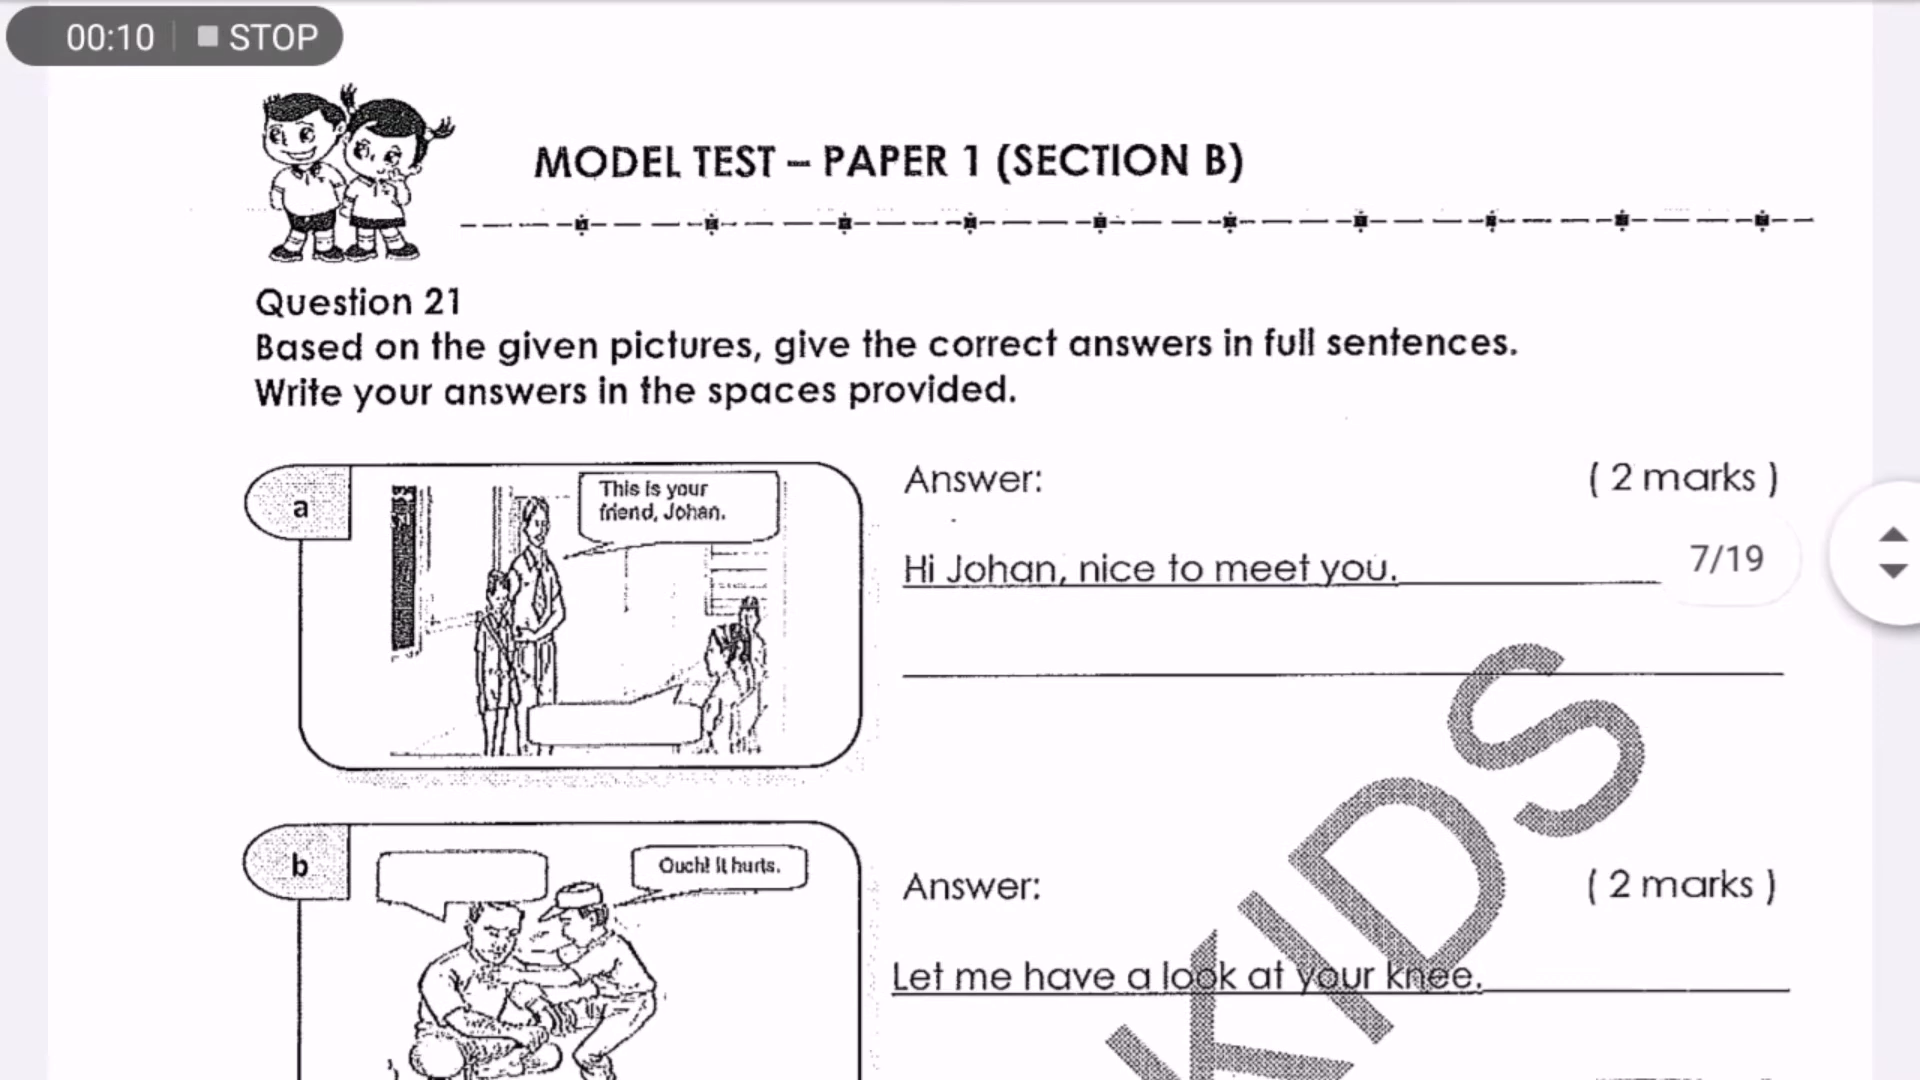 00:10 STOP
MODEL TEST – PAPER 1 (SECTION B)
Question 21
Based on the given pictures, give the correct answers in full sentences.
Write your answers in the spaces provided.
a
This is your
friend, Johan.
Answer: ( 2 marks )
Hi Johan, nice to meet you.
7/19
b
Ouch! It hurts.
Answer: ( 2 marks )
Let me have a look at your knee.
KIDS